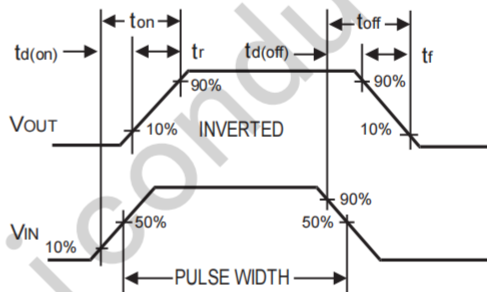 ton toff
td(on) tr td(off) tf
90% 90%
VOUT 10% INVERTED 10%
90%
VIN 50% 50%
10%
PULSE WIDTH
icondu